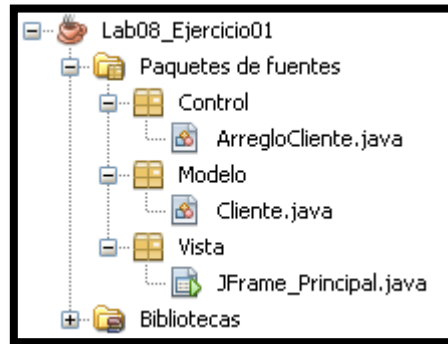 Lab08_Ejercicio01
Paquetes de fuentes
Control
ArregloCliente.java
Modelo
Cliente.java
Vista
JFrame_Principal.java
Bibliotecas